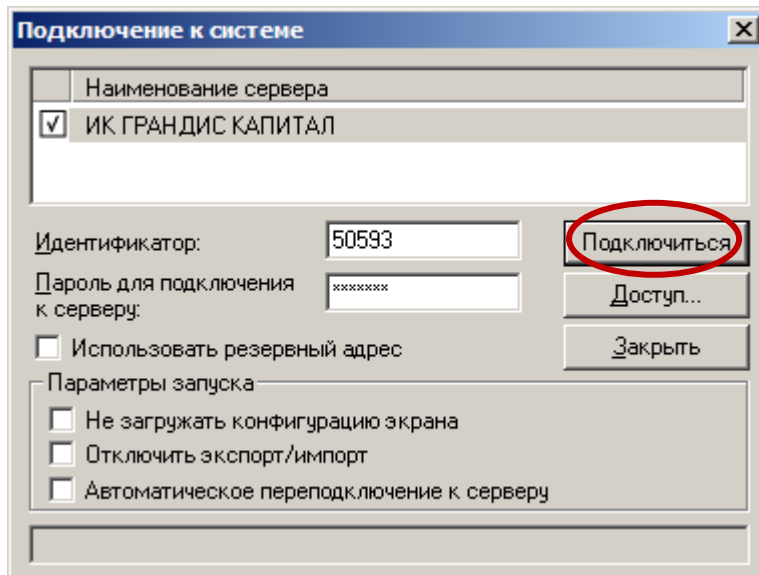 Подключение к системе
Наименование сервера
ИК ГРАНДИС КАПИТАЛ
Идентификатор:
50593
Подключиться
Пароль для подключения
к серверу:
×××××××
Доступ...
Использовать резервный адрес
Закрыть
Параметры запуска
Не загружать конфигурацию экрана
Отключить экспорт/импорт
Автоматическое переподключение к серверу